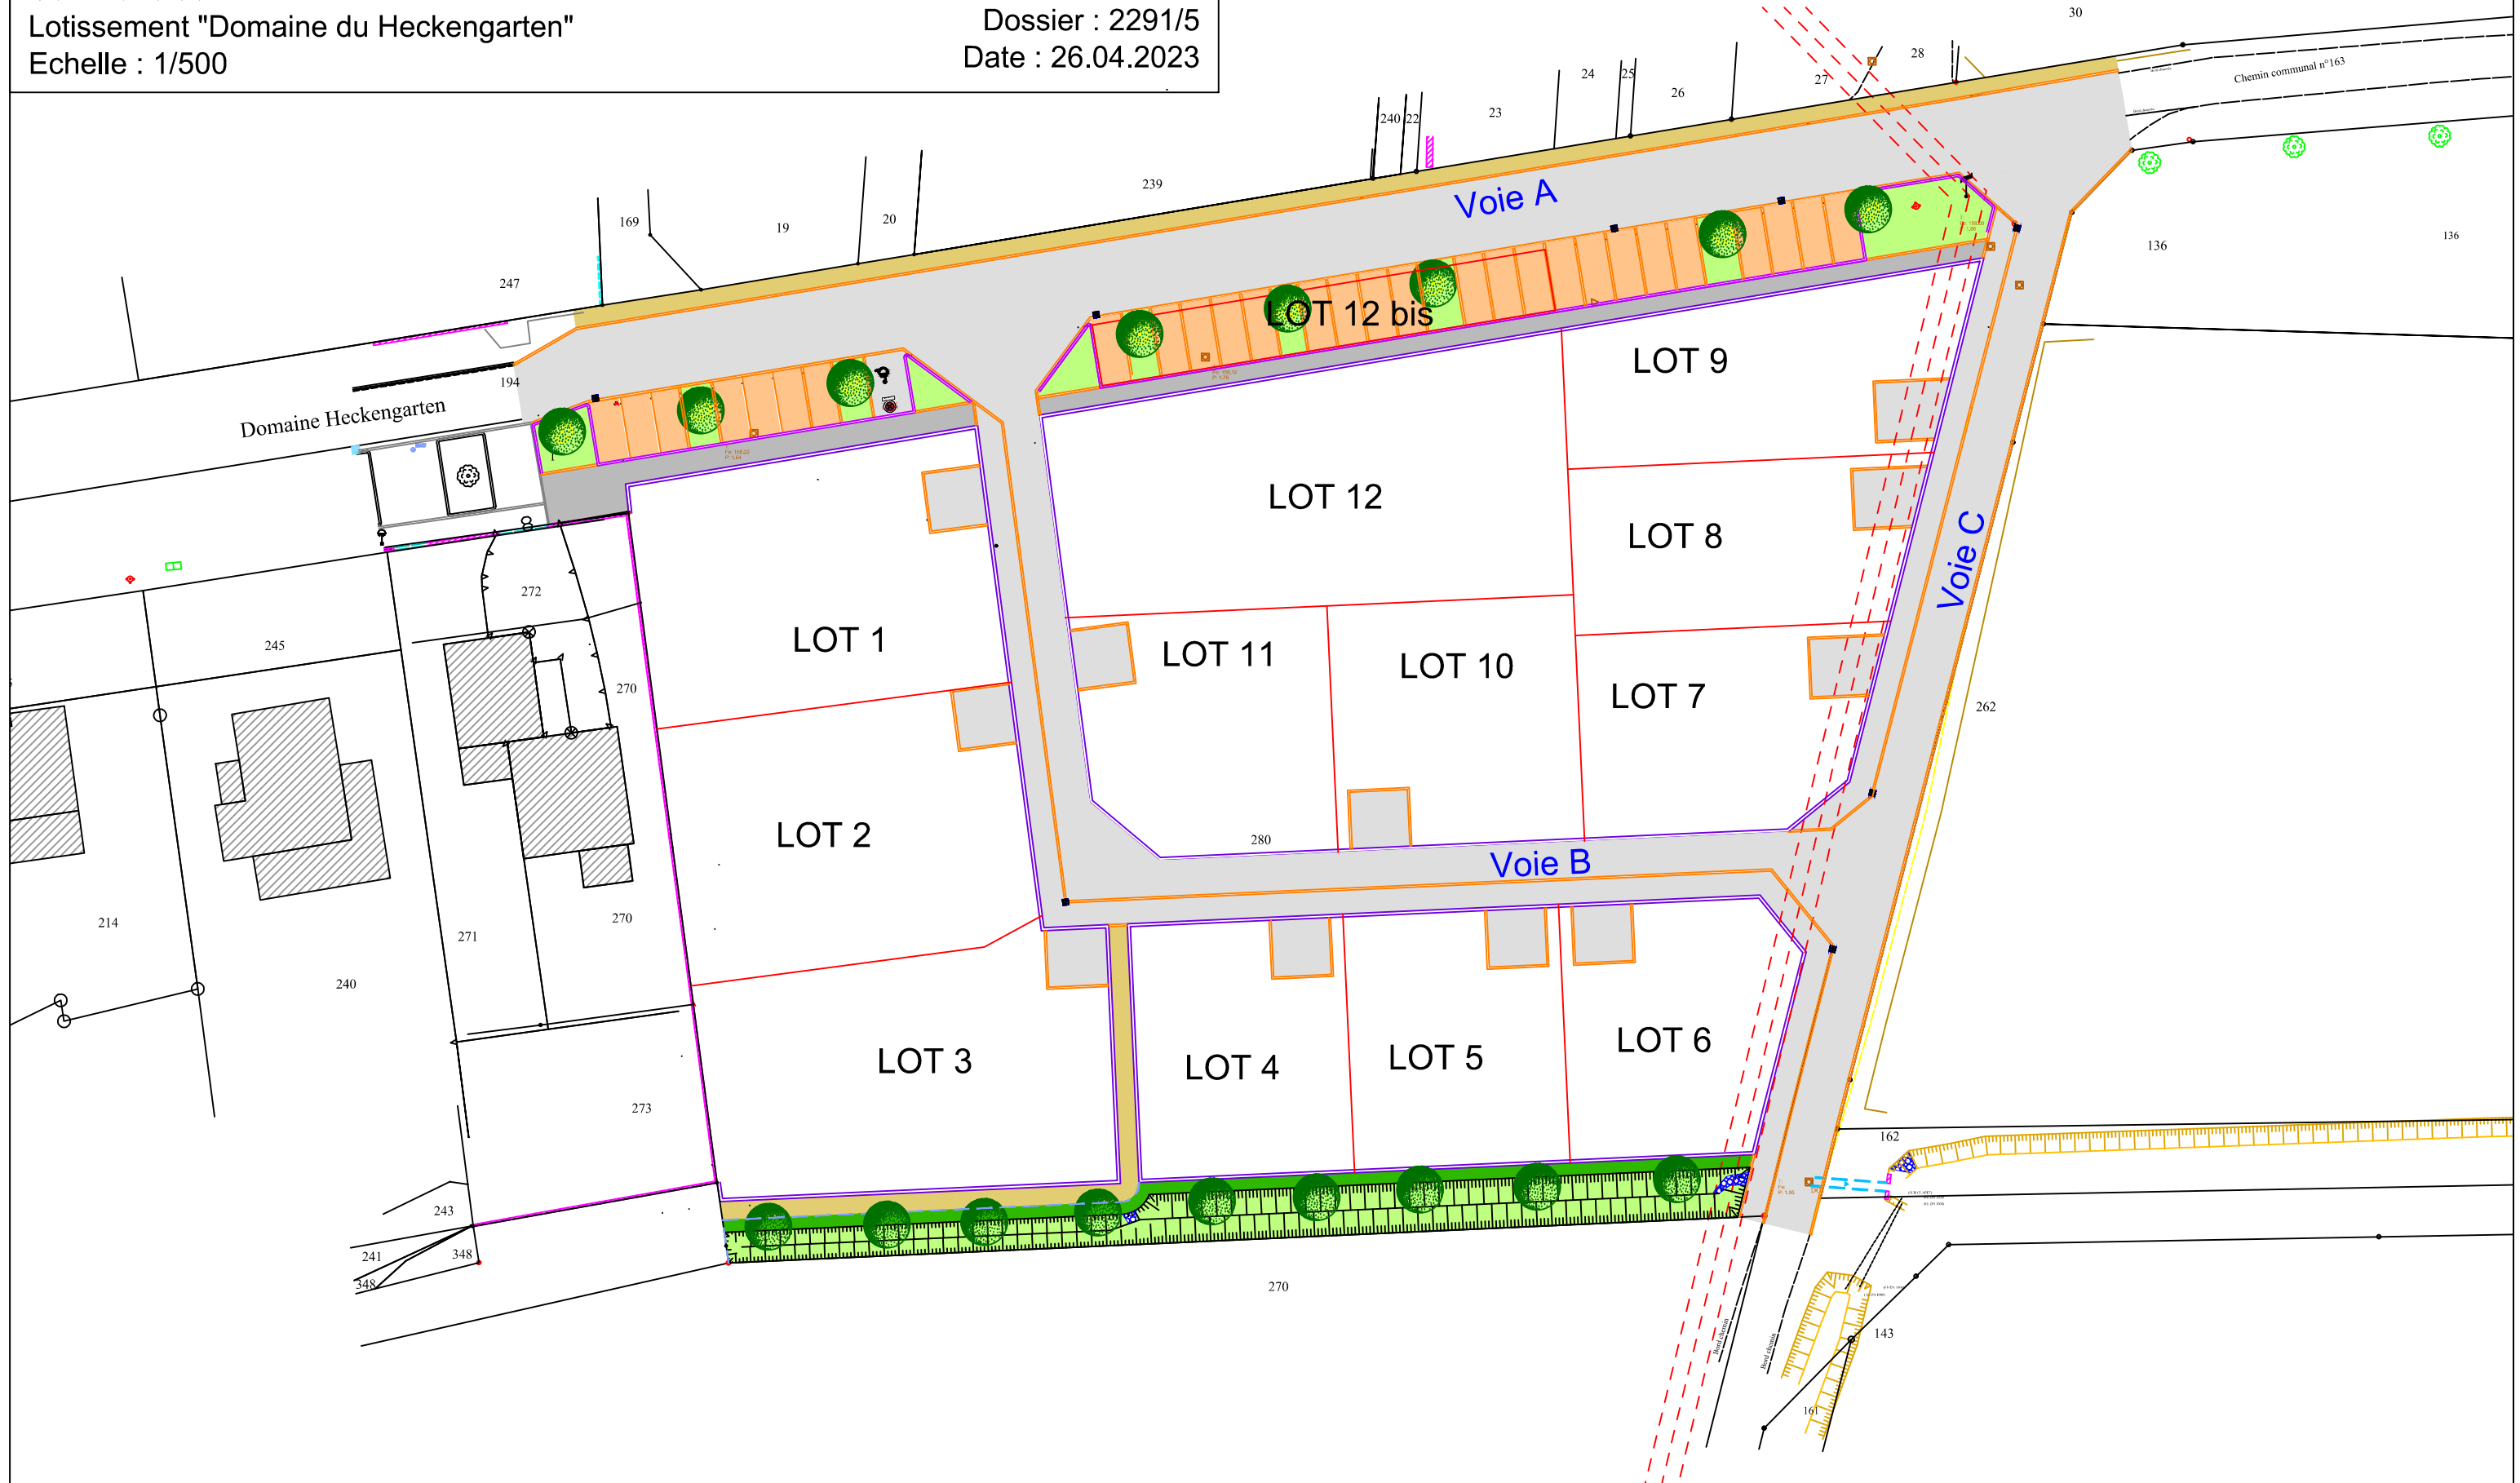 Lotissement "Domaine du Heckengarten"
Echelle : 1/500
Dossier : 2291/5
Date : 26.04.2023
30
28
27
24
25
26
23
240
22
Chemin communal n°163
239
Voie A
169
19
20
247
136
136
194
Domaine Heckengarten
LOT 12 bis
LOT 9
LOT 12
LOT 8
Voie C
272
245
LOT 1
LOT 11
LOT 10
270
LOT 7
262
LOT 2
280
Voie B
214
271
270
240
LOT 3
LOT 4
LOT 5
LOT 6
273
162
243
241
348
348
270
Bord chemin
Bord chemin
143
161